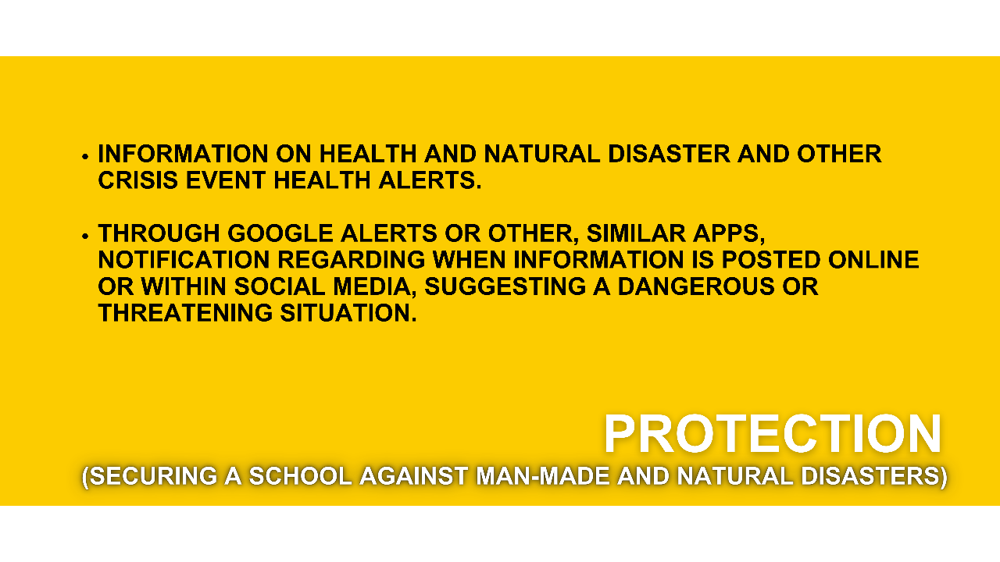 • INFORMATION ON HEALTH AND NATURAL DISASTER AND OTHER
CRISIS EVENT HEALTH ALERTS.
• THROUGH GOOGLE ALERTS OR OTHER, SIMILAR APPS,
NOTIFICATION REGARDING WHEN INFORMATION IS POSTED ONLINE
OR WITHIN SOCIAL MEDIA, SUGGESTING A DANGEROUS OR
THREATENING SITUATION.
PROTECTION
(SECURING A SCHOOL AGAINST MAN-MADE AND NATURAL DISASTERS)